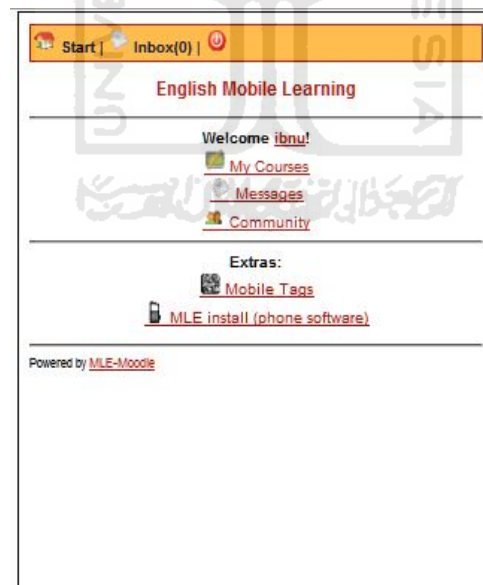 Start | Inbox(0) |
English Mobile Learning
Welcome ibnu!
My Courses
Messages
Community
Extras:
Mobile Tags
MLE install (phone software)
Powered by MLE-Moodle